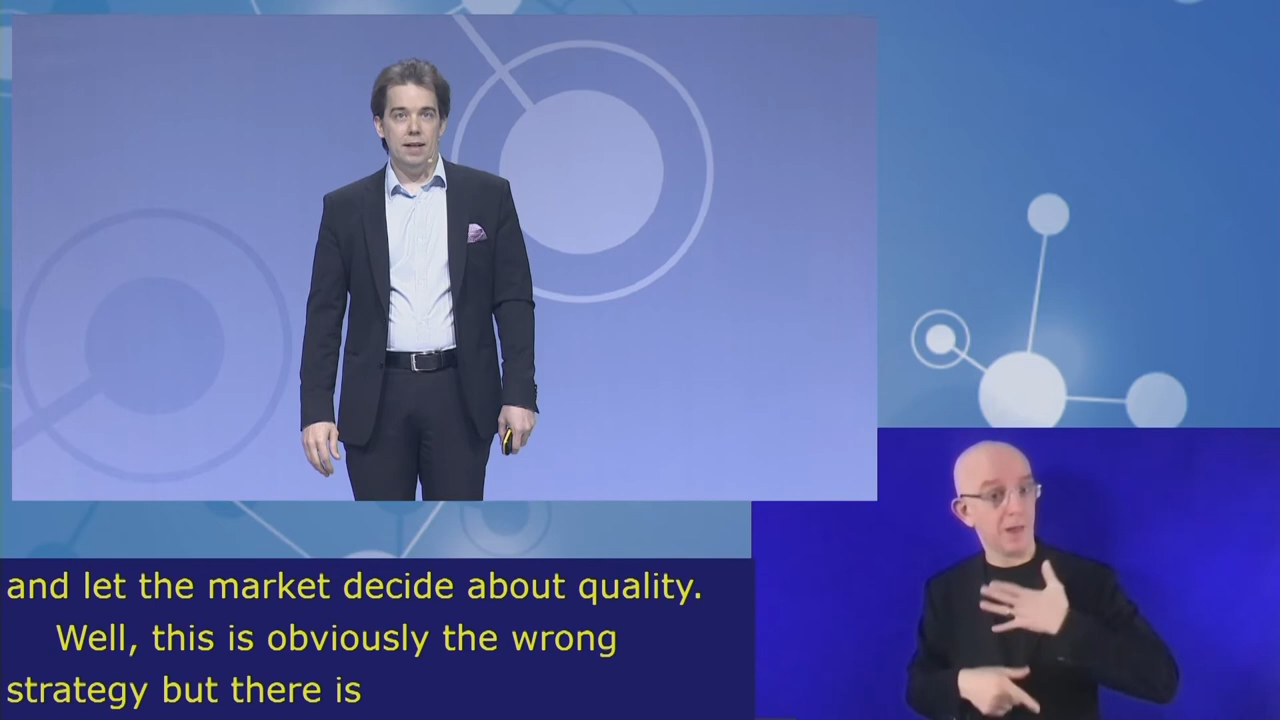 and let the market decide about quality.
Well, this is obviously the wrong
strategy but there is